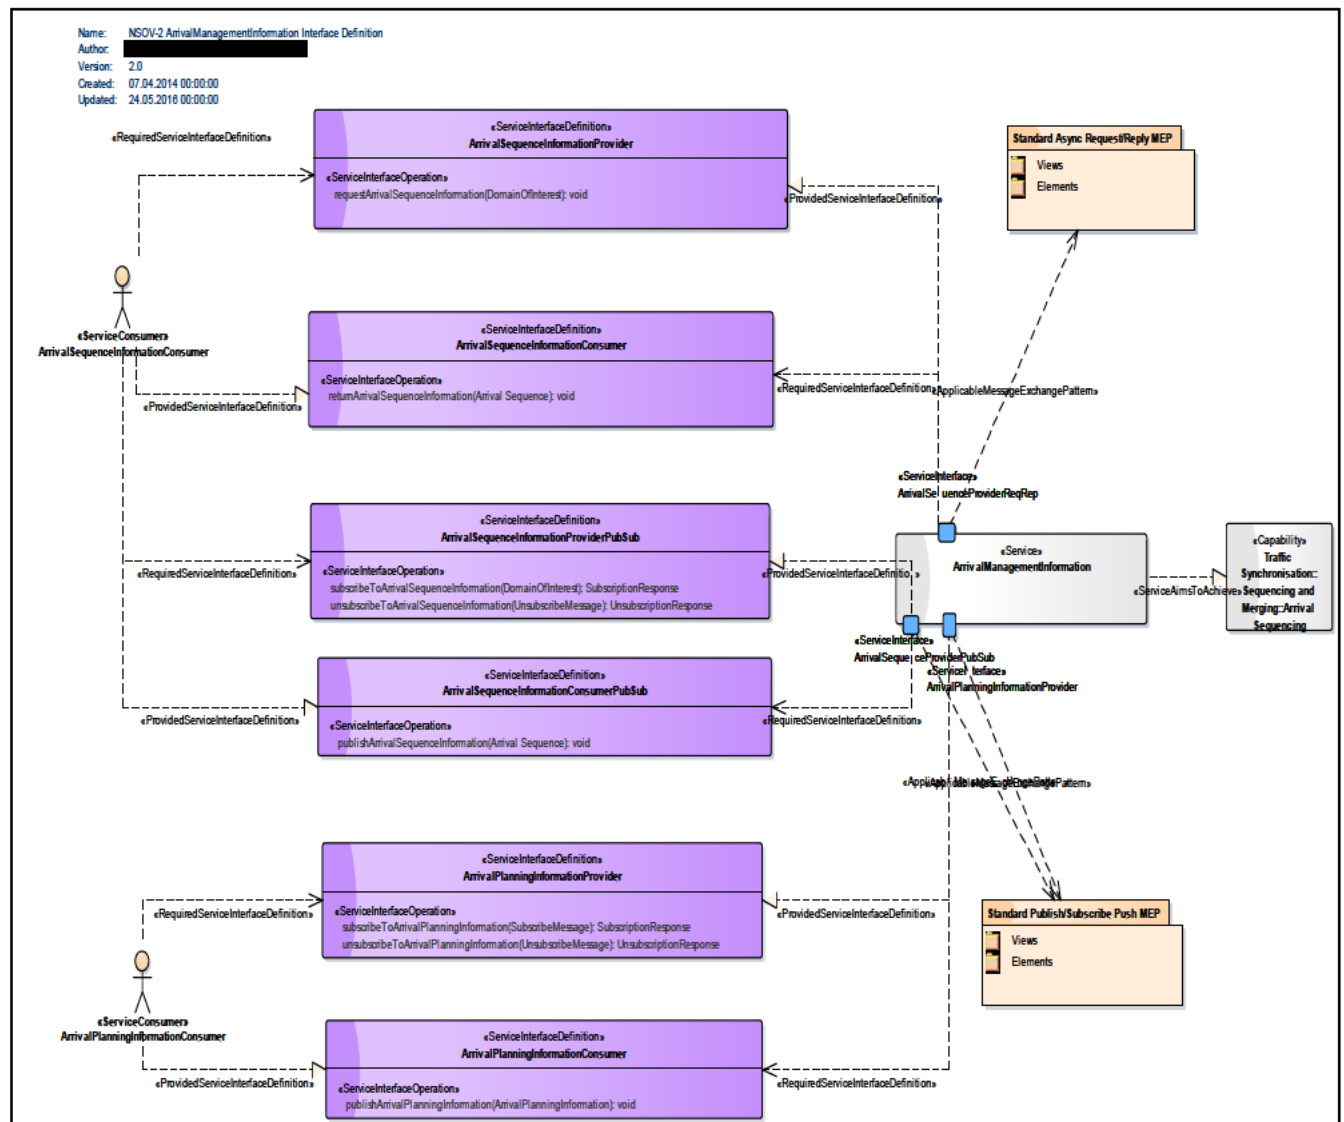 Name: NSOV-2 ArrivalManagementInformation Interface Definition
Author:
Version: 2.0
Created: 07.04.2014 00:00:00
Updated: 24.05.2016 00:00:00
«RequiredServiceInterfaceDefinition»
«ServiceInterfaceDefinition»
ArrivalSequenceInformationProvider
«ServiceInterfaceOperation»
requestArrivalSequenceInformation(DomainOfInterest): void
«ProvidedServiceInterfaceDefinition»
Standard Async Request/Reply MEP
Views
Elements
«ServiceConsumer»
ArrivalSequenceInformationConsumer
«ServiceInterfaceDefinition»
ArrivalSequenceInformationConsumer
«ServiceInterfaceOperation»
returnArrivalSequenceInformation(Arrival Sequence): void
«ProvidedServiceInterfaceDefinition»
«RequiredServiceInterfaceDefinition»
«ApplicableMessageExchangePattern»
«ServiceInterface»
ArrivalSequenceProviderReqRep
«ServiceInterfaceDefinition»
ArrivalSequenceInformationProviderPubSub
«ServiceInterfaceOperation»
subscribeToArrivalSequenceInformation(DomainOfInterest): SubscriptionResponse
unsubscribeToArrivalSequenceInformation(UnsubscribeMessage): UnsubscriptionResponse
«RequiredServiceInterfaceDefinition»
«ProvidedServiceInterfaceDefinition»
«Service»
ArrivalManagementInformation
«ServiceAimsToAchieve»
«Capability»
Traffic
Synchronisation::
Sequencing and
Merging::Arrival
Sequencing
«ServiceInterface»
ArrivalSequenceProviderPubSub
«ServiceInterface»
ArrivalPlanningInformationProvider
«ServiceInterfaceDefinition»
ArrivalSequenceInformationConsumerPubSub
«ServiceInterfaceOperation»
publishArrivalSequenceInformation(Arrival Sequence): void
«ProvidedServiceInterfaceDefinition»
«RequiredServiceInterfaceDefinition»
«ApplicableMessageExchangePattern»
«ServiceInterfaceDefinition»
ArrivalPlanningInformationProvider
«ServiceInterfaceOperation»
subscribeToArrivalPlanningInformation(SubscribeMessage): SubscriptionResponse
unsubscribeToArrivalPlanningInformation(UnsubscribeMessage): UnsubscriptionResponse
«RequiredServiceInterfaceDefinition»
«ProvidedServiceInterfaceDefinition»
Standard Publish/Subscribe Push MEP
Views
Elements
«ServiceConsumer»
ArrivalPlanningInformationConsumer
«ServiceInterfaceDefinition»
ArrivalPlanningInformationConsumer
«ServiceInterfaceOperation»
publishArrivalPlanningInformation(ArrivalPlanningInformation): void
«ProvidedServiceInterfaceDefinition»
«RequiredServiceInterfaceDefinition»